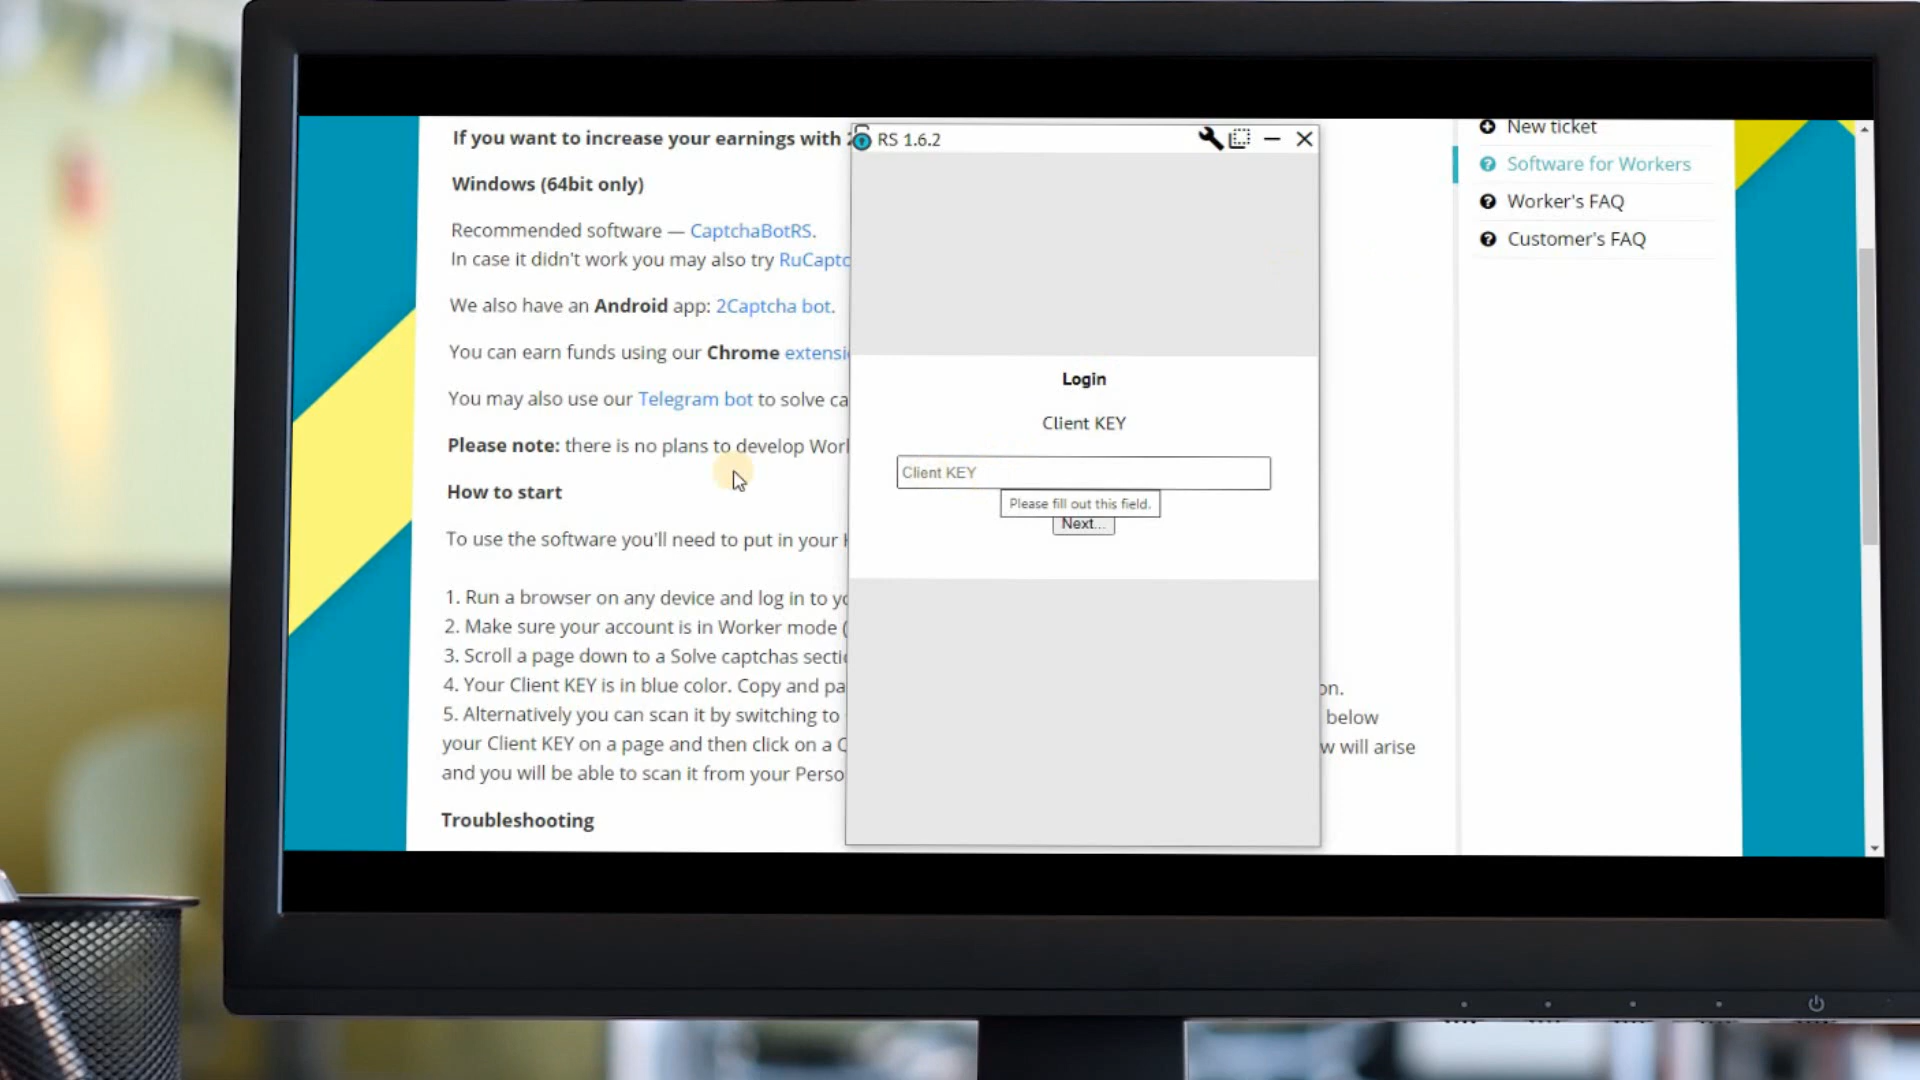 If you want to increase your earnings with
Windows (64bit only)
Recommended software — CaptchaBotRS.
In case it didn't work you may also try
We also have an Android app: 2Captcha bot.
You can earn funds using our Chrome
You may also use our Telegram bot to solve
Please note: there is no plans to develop
How to start
To use the software you'll need to put in your
1. Run a browser on any device and log in to
2. Make sure your account is in Worker mode (
3. Scroll a page down to a Solve captchas
4. Your Client KEY is in blue color. Copy and
5. Alternatively you can scan it by switching to
below
your Client KEY on a page and then click on a
will arise
and you will be able to scan it from your
Troubleshooting
RS 1.6.2
Login
Client KEY
Client KEY
Please fill out this field.
Next...
New ticket
Software for Workers
Worker's FAQ
Customer's FAQ